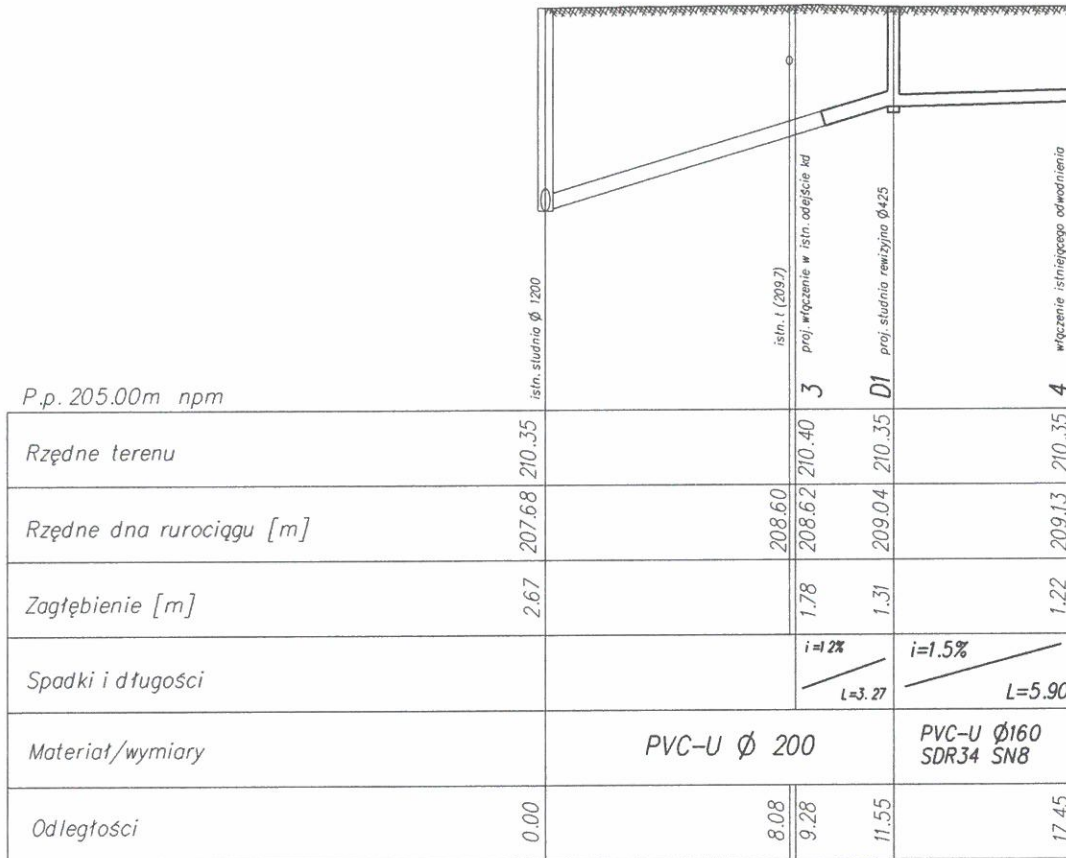 istn. studnia Ø 1200
istn. t (209.7)
proj. włączenie w istn. odejście kd
proj. studnia rewizyjna Ø425
włączenie istniejącego odwodnienia
3
D1
4
P.p. 205.00m npm
Rzędne terenu 210.35 210.40 210.35 210.35
Rzędne dna rurociągu [m] 207.68 208.60 208.62 209.04 209.13
Zagłębienie [m] 2.67 1.78 1.31 1.22
Spadki i długości
i=12%
L=3.27
i=1.5%
L=5.90
Materiał/wymiary
PVC-U Ø 200
PVC-U Ø160
SDR34 SN8
Odległości 0.00 8.08 9.28 11.55 17.45